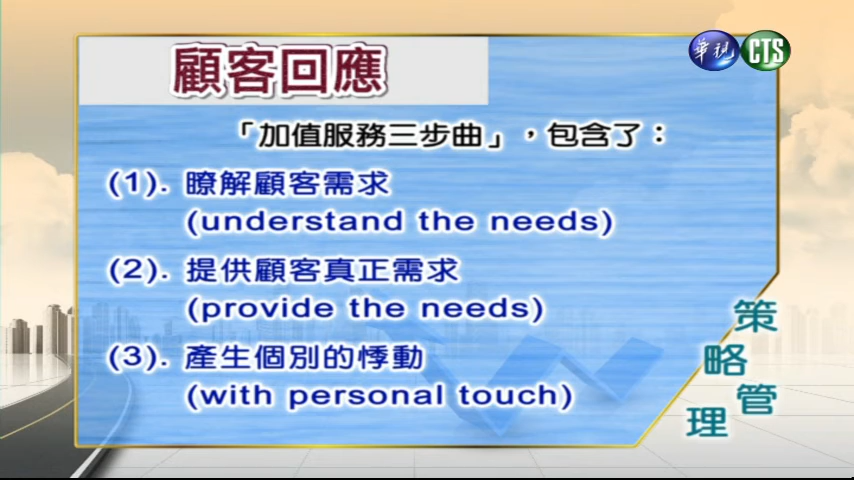 顧客回應
華視 CTS
「加值服務三步曲」，包含了：
(1). 瞭解顧客需求
(understand the needs)
(2). 提供顧客真正需求
(provide the needs)
(3). 產生個別的悸動
(with personal touch)
策略管理